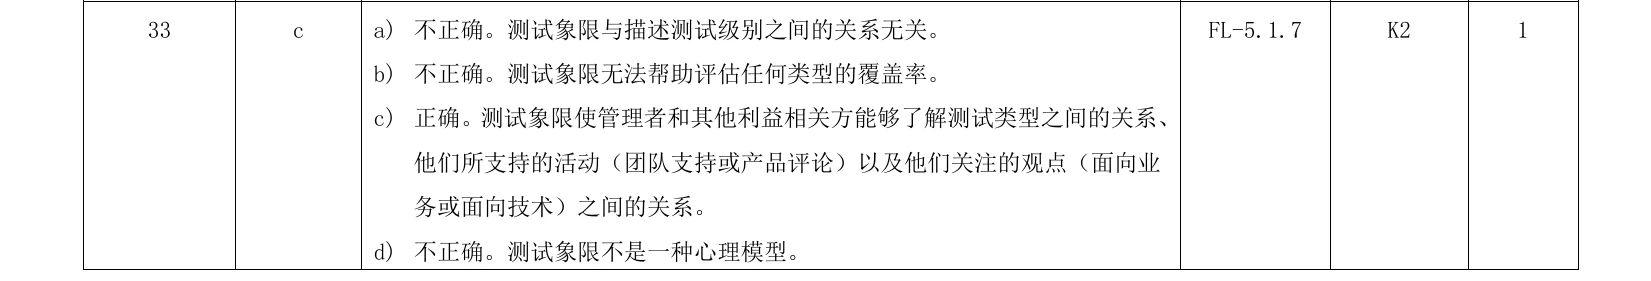 33 c a) 不正确。测试象限与描述测试级别之间的关系无关。 FL-5.1.7 K2 1
b) 不正确。测试象限无法帮助评估任何类型的覆盖率。
c) 正确。测试象限使管理者和其他利益相关方能够了解测试类型之间的关系、
他们所支持的活动（团队支持或产品评论）以及他们关注的观点（面向业
务或面向技术）之间的关系。
d) 不正确。测试象限不是一种心理模型。